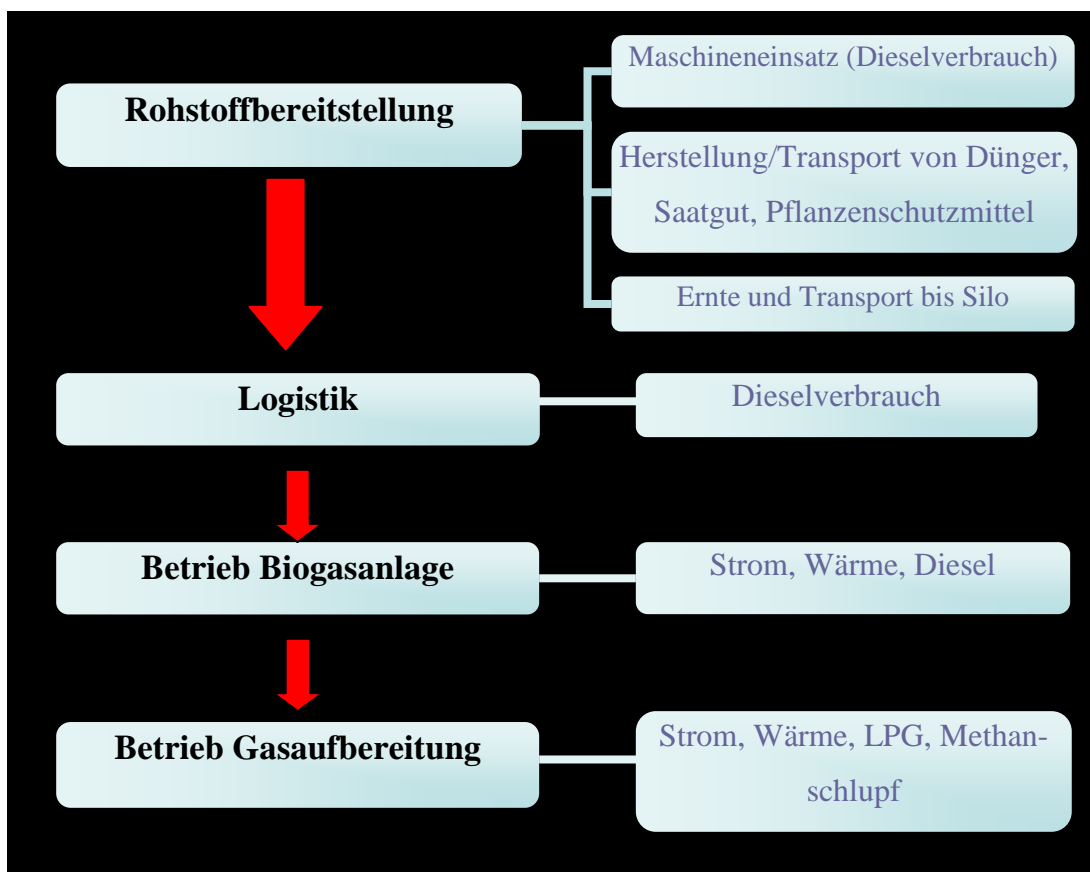 Rohstoffbereitstellung
Maschineneinsatz (Dieselverbrauch)
Herstellung/Transport von Dünger,
Saatgut, Pflanzenschutzmittel
Ernte und Transport bis Silo
Logistik
Dieselverbrauch
Betrieb Biogasanlage
Strom, Wärme, Diesel
Betrieb Gasaufbereitung
Strom, Wärme, LPG, Methan-
schlupf